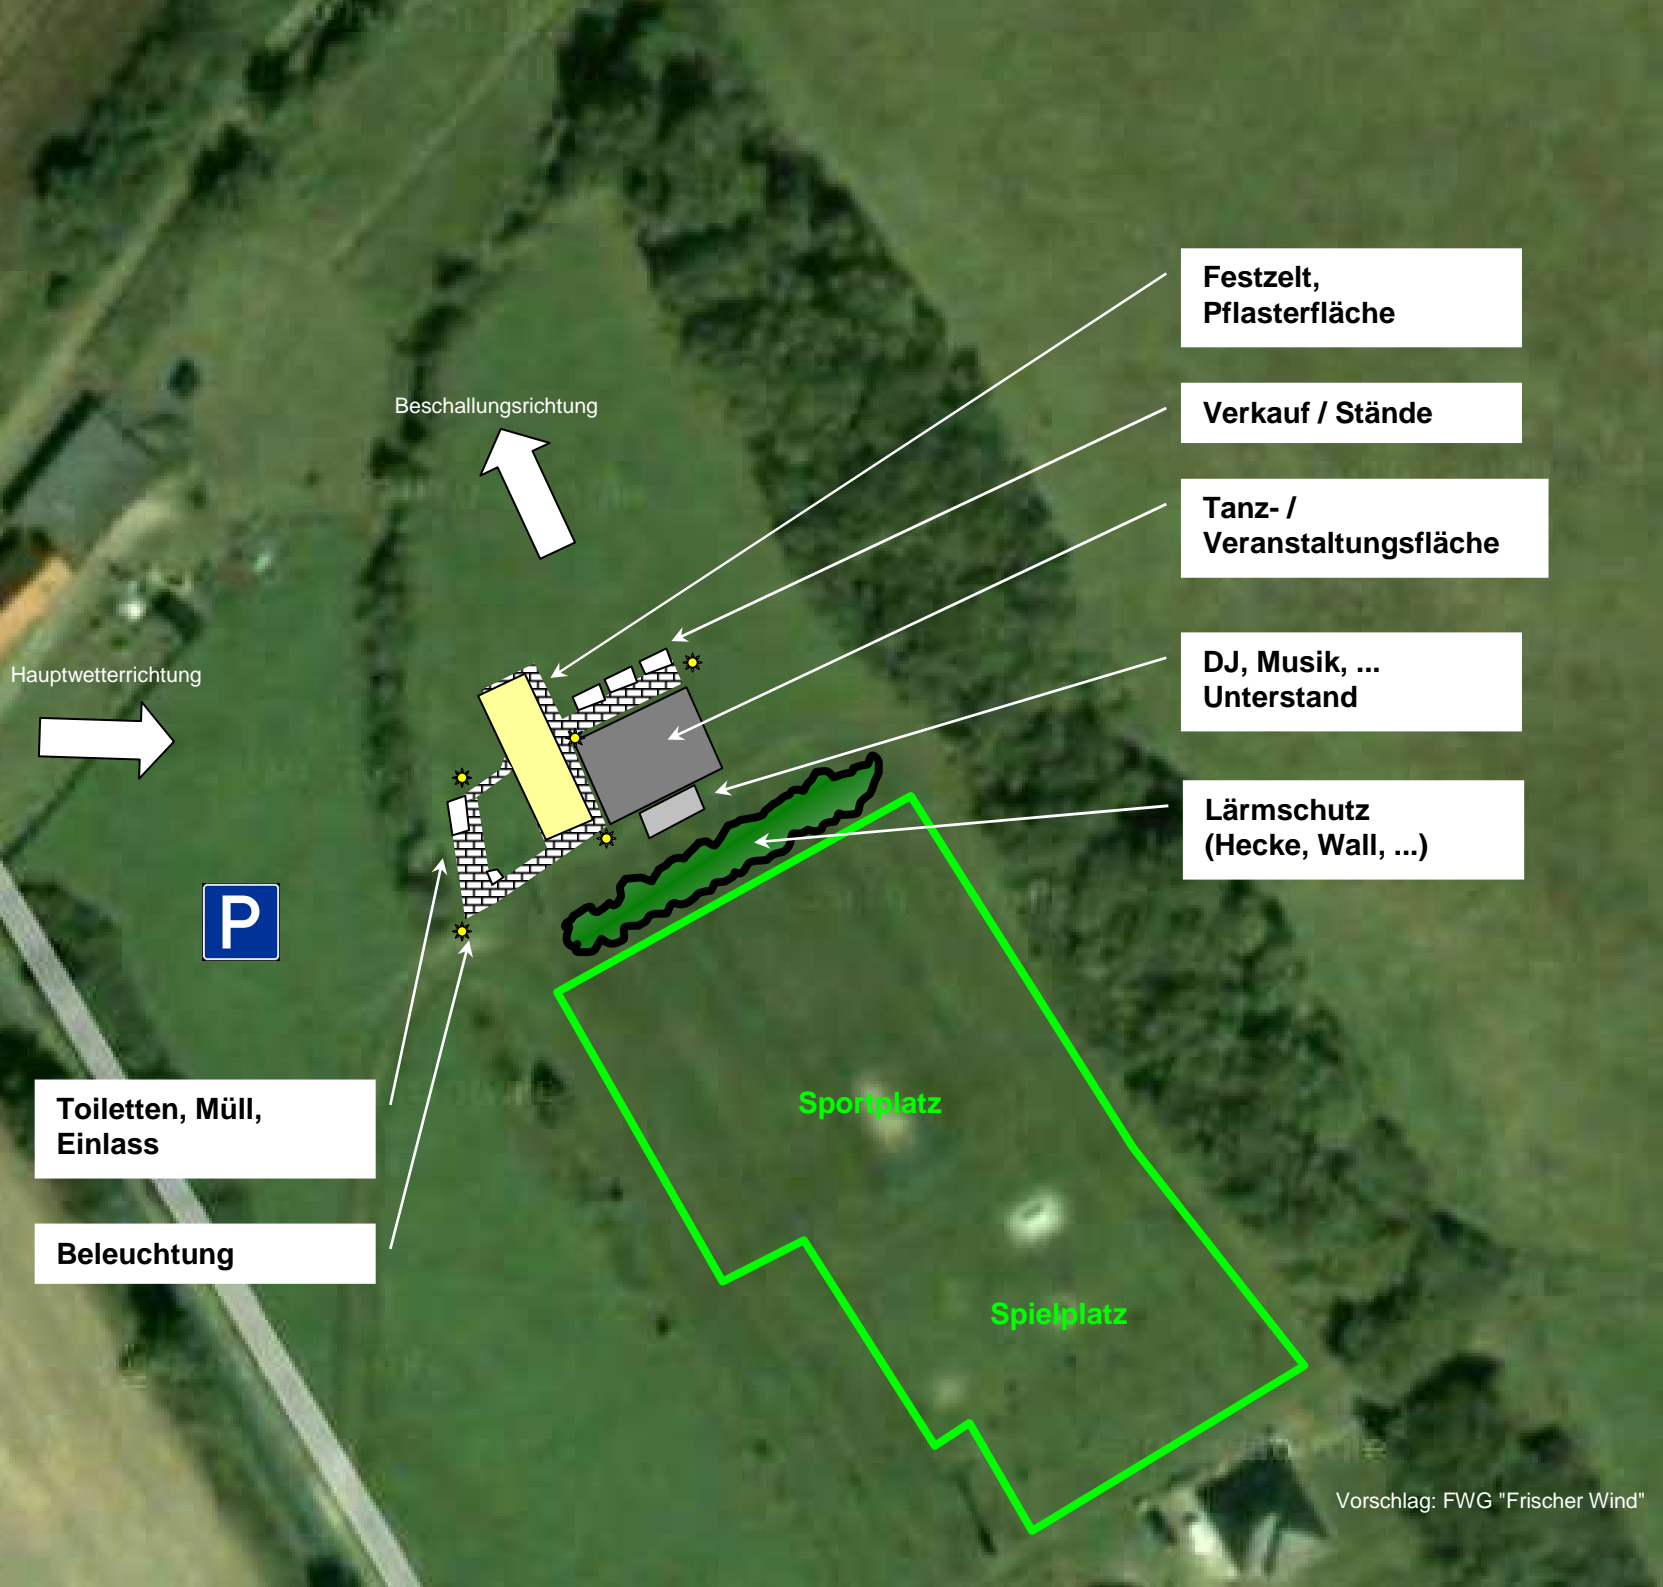 Festzelt,
Pflasterfläche
Beschallungsrichtung
Verkauf / Stände
Tanz- /
Veranstaltungsfläche
Hauptwetterrichtung
DJ, Musik, ...
Unterstand
Lärmschutz
(Hecke, Wall, ...)
P
Toiletten, Müll,
Einlass
Sportplatz
Beleuchtung
Spielplatz
Vorschlag: FWG "Frischer Wind"